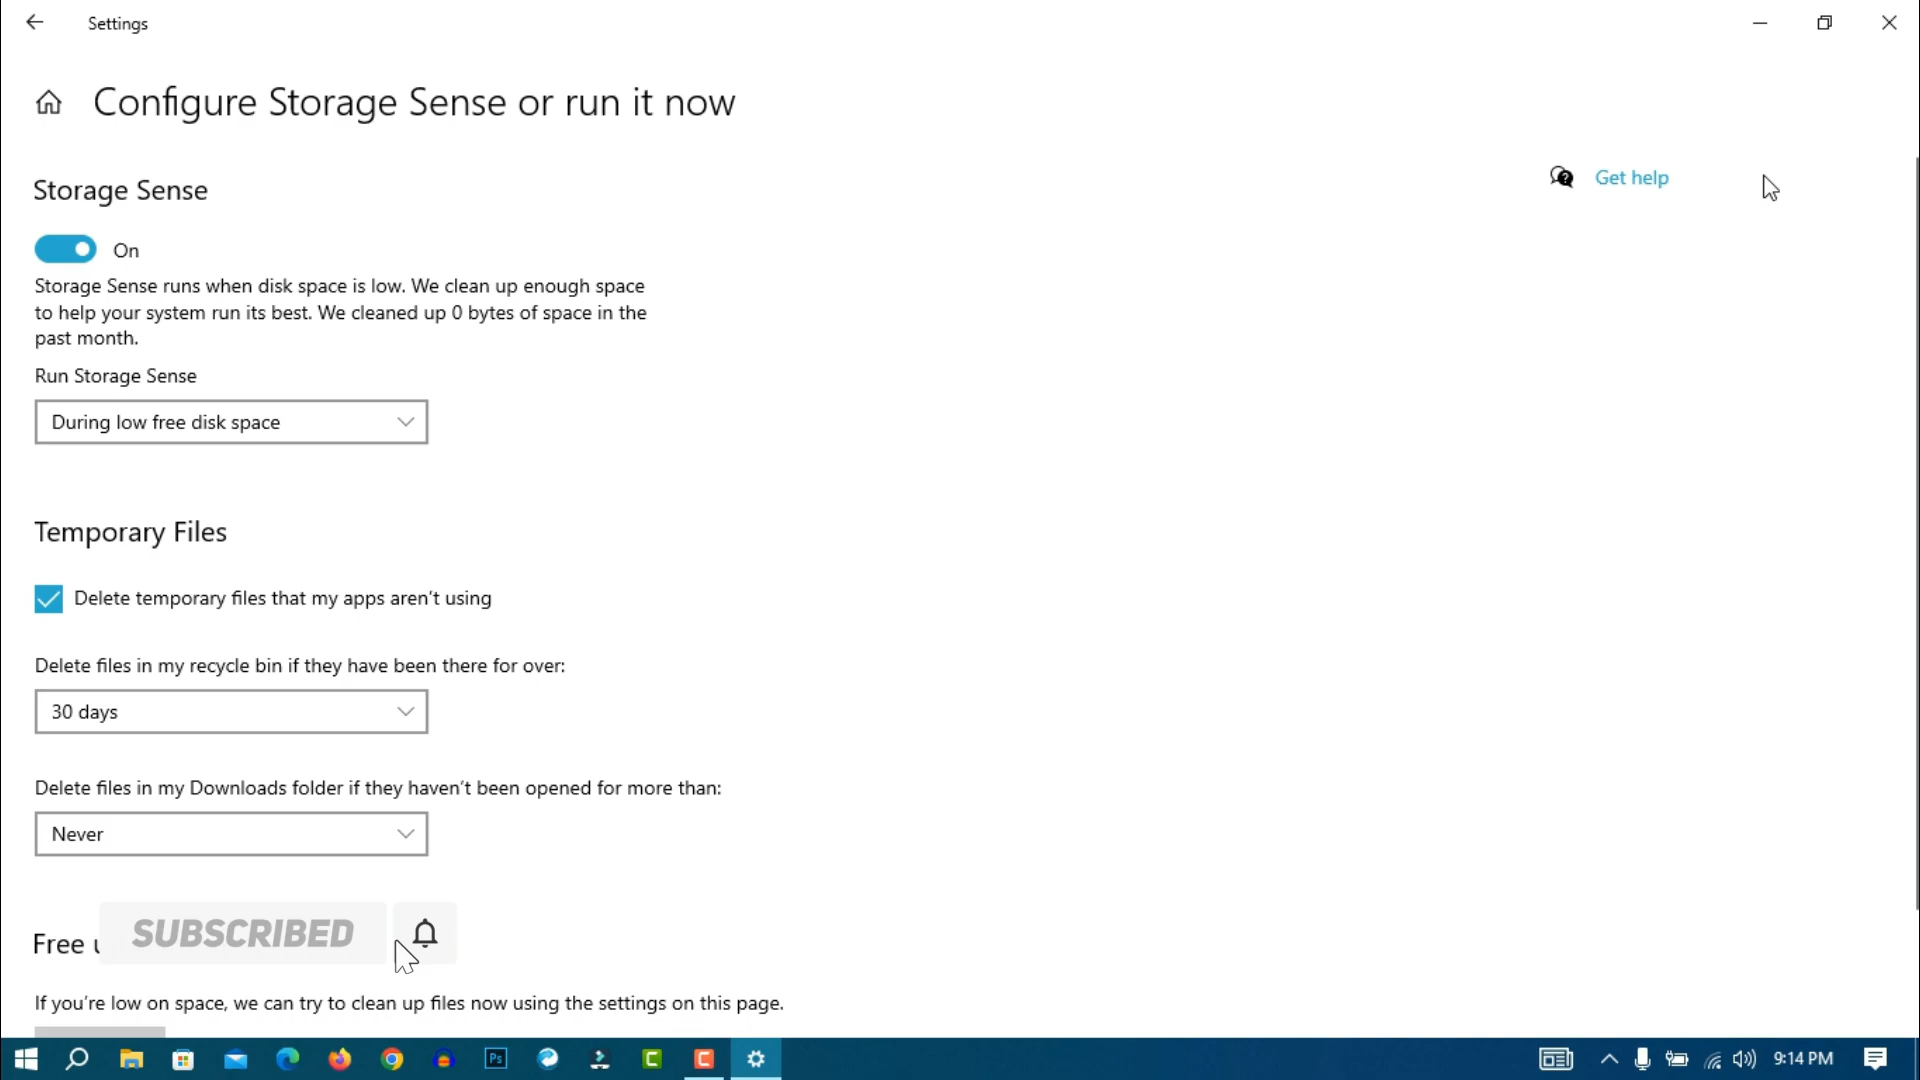 Settings
Configure Storage Sense or run it now
Storage Sense
Get help
On
Storage Sense runs when disk space is low. We clean up enough space
to help your system run its best. We cleaned up 0 bytes of space in the
past month.
Run Storage Sense
During low free disk space
Temporary Files
Delete temporary files that my apps aren't using
Delete files in my recycle bin if they have been there for over:
30 days
Delete files in my Downloads folder if they haven't been opened for more than:
Never
Free
SUBSCRIBED
If you're low on space, we can try to clean up files now using the settings on this page.
Ps
9:14 PM